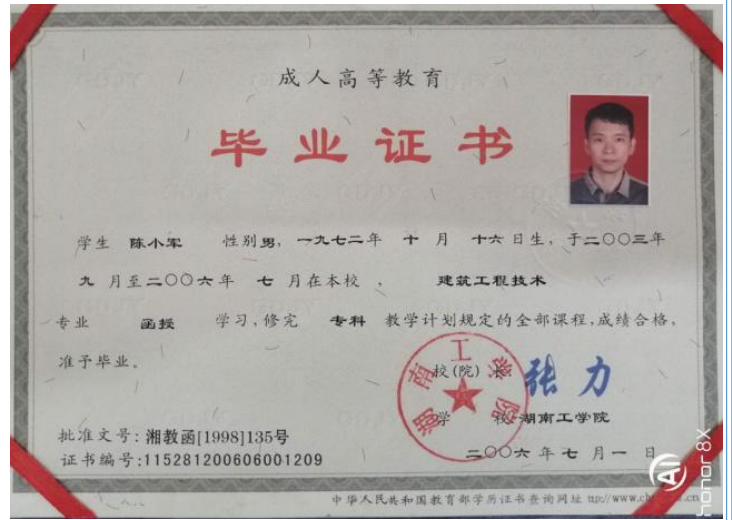 成人高等教育
毕业证书
学生 陈小军 性别男，一九七二年 十 月 十六日生，于二〇〇三年
九 月至二〇〇六年 七 月在本校， 建筑工程技术
专业 函授 学习，修完 专科 教学计划规定的全部课程，成绩合格，
准予毕业。
校(院)长: 张力
湖南工学院
学 校:湖南工学院
批准文号：湘教函[1998]135号
二〇〇六年七月一日
证书编号:115281200606001209
中华人民共和国教育部学历证书查询网址
honor 8X